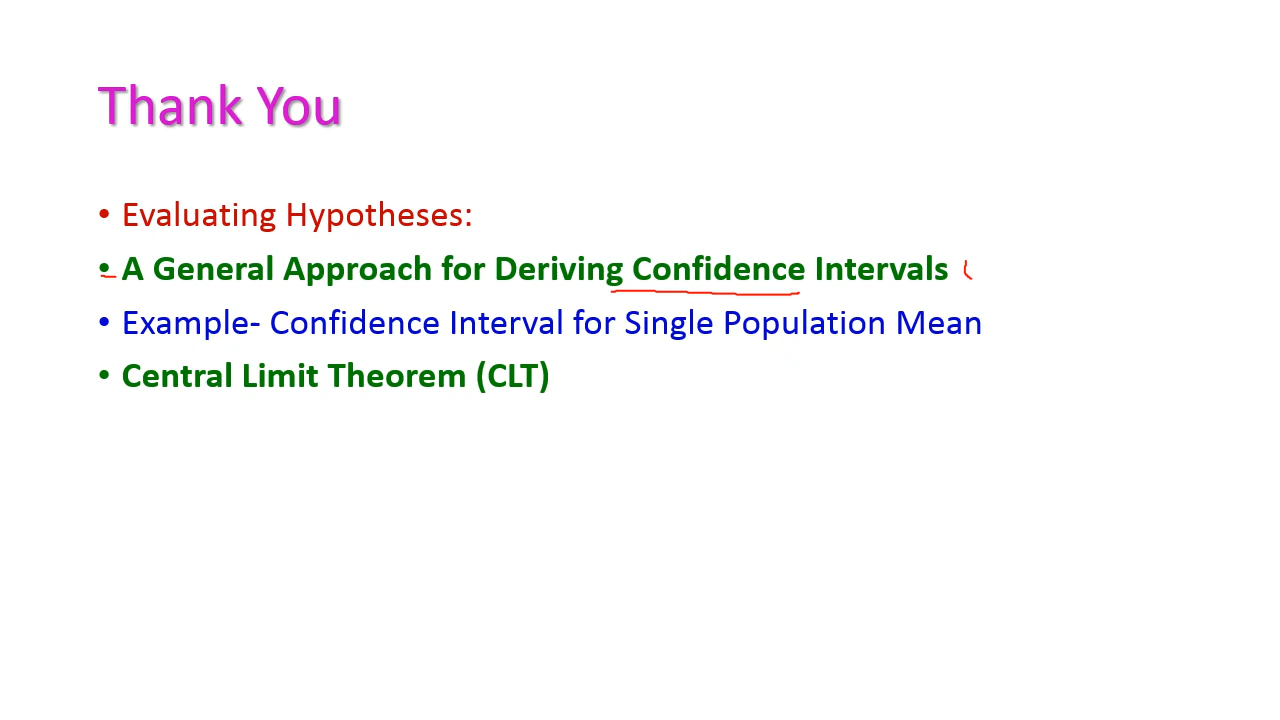 Thank You
• Evaluating Hypotheses:
• A General Approach for Deriving Confidence Intervals
• Example- Confidence Interval for Single Population Mean
• Central Limit Theorem (CLT)